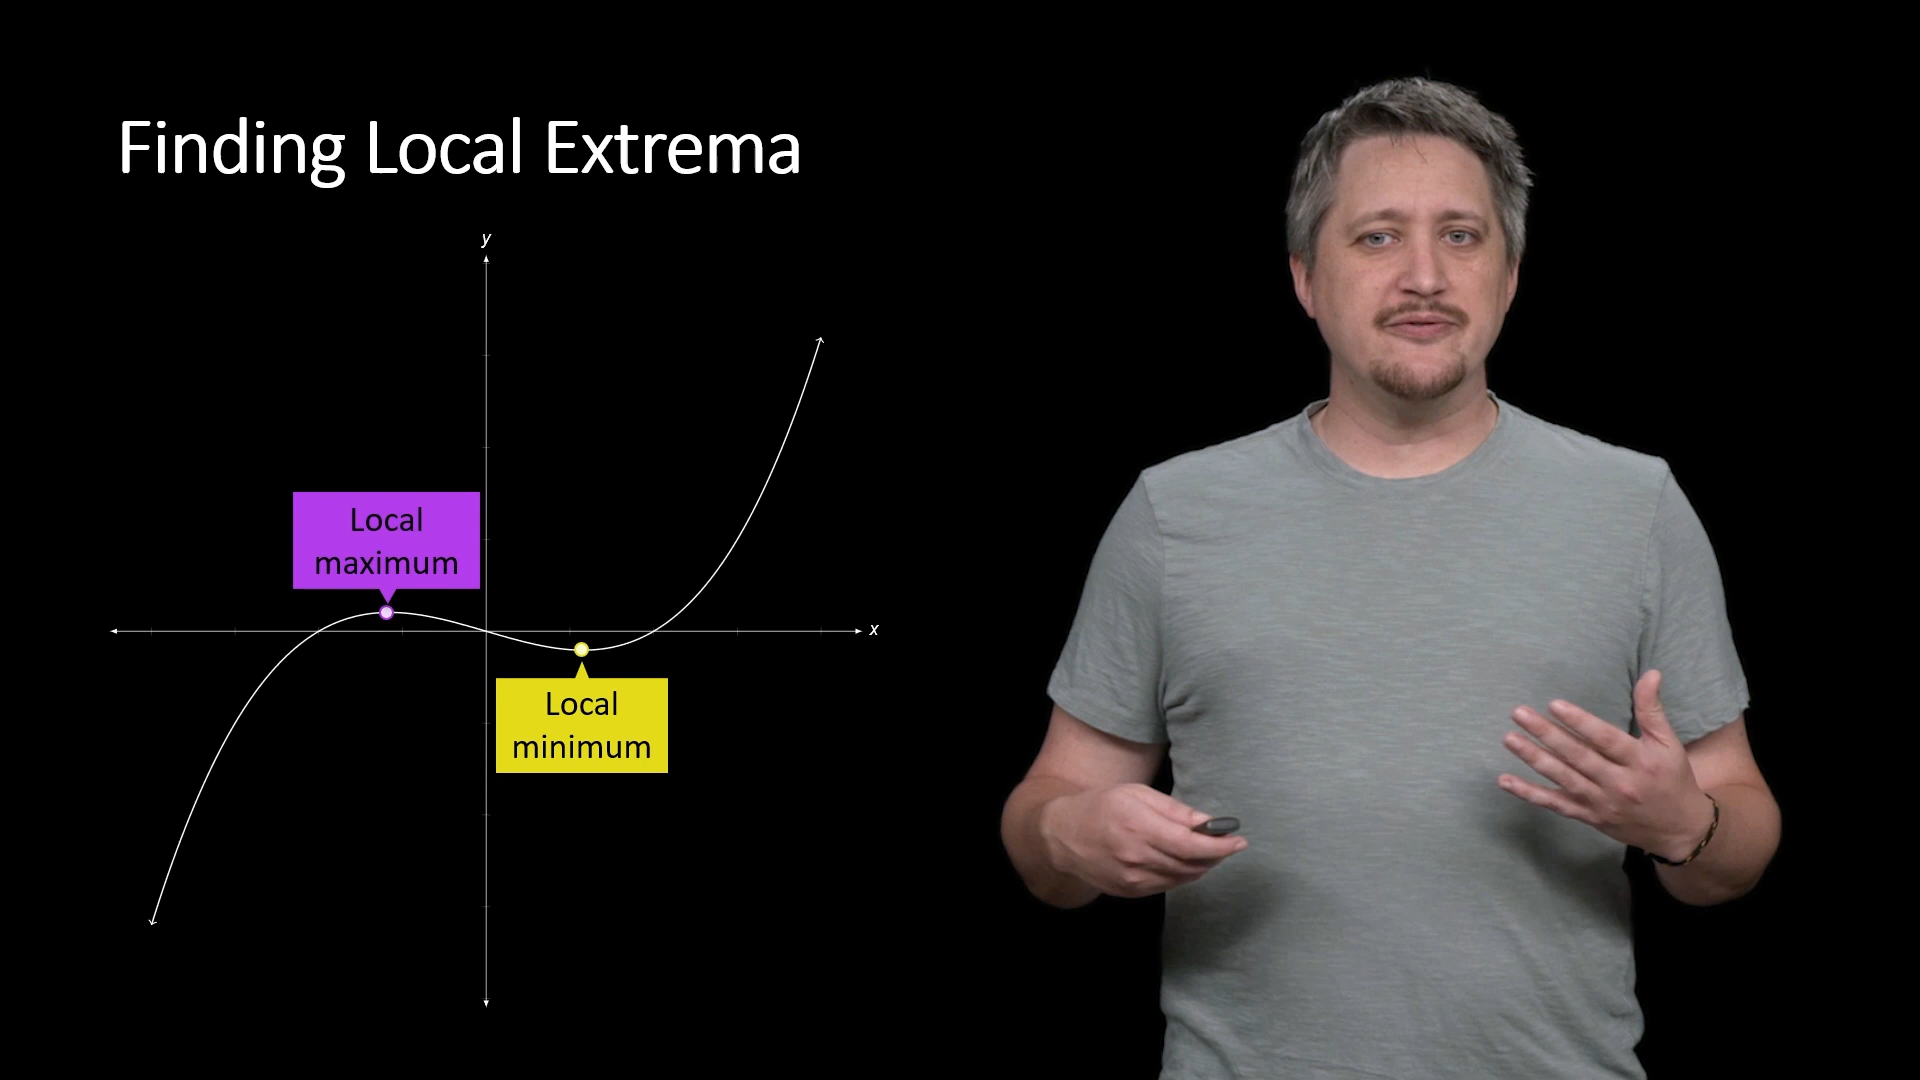 Finding Local Extrema
y
Local
maximum
x
Local
minimum